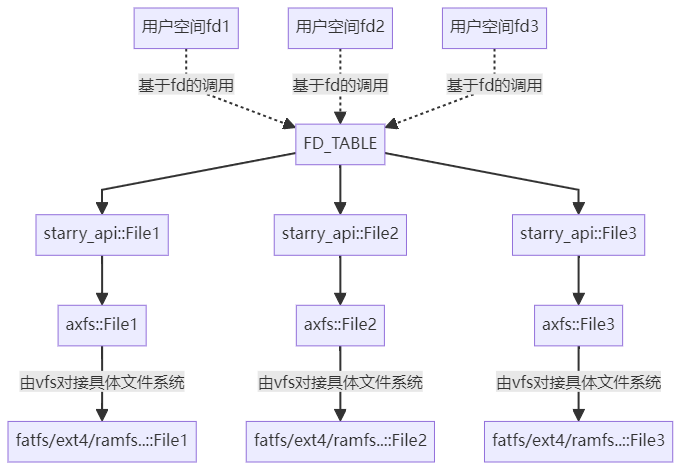 用户空间fd1
用户空间fd2
用户空间fd3
基于fd的调用
基于fd的调用
基于fd的调用
FD_TABLE
starry_api::File1
starry_api::File2
starry_api::File3
axfs::File1
axfs::File2
axfs::File3
由vfs对接具体文件系统
由vfs对接具体文件系统
由vfs对接具体文件系统
fatfs/ext4/ramfs..::File1
fatfs/ext4/ramfs..::File2
fatfs/ext4/ramfs..::File3